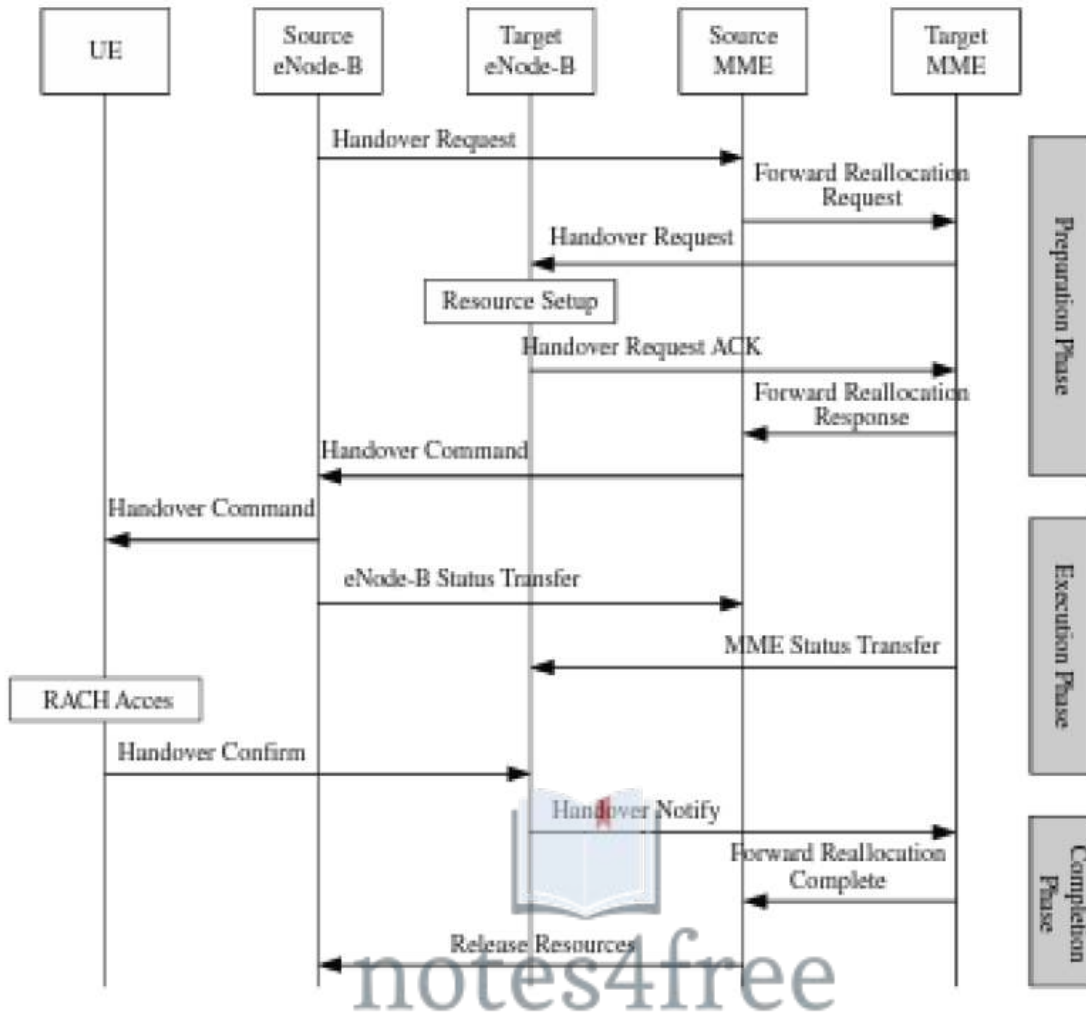 UE
Source
eNode-B
Target
eNode-B
Source
MME
Target
MME
Handover Request
Forward Reallocation
Request
Handover Request
Resource Setup
Handover Request ACK
Forward Reallocation
Response
Handover Command
Handover Command
Preparation Phase
eNode-B Status Transfer
MME Status Transfer
RACH Acces
Handover Confirm
Execution Phase
Handover Notify
Forward Reallocation
Complete
Release Resources
Completion
Phase
notes4free